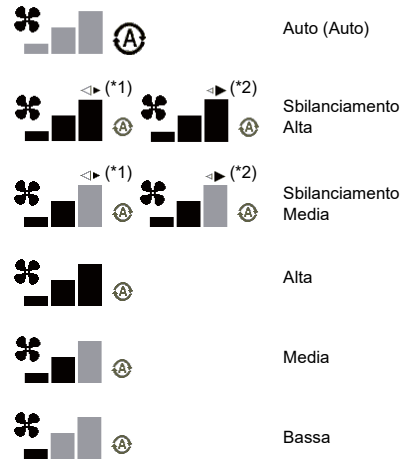 A Auto (Auto)
(*1) (*2)
A A Sbilanciamento
Alta
(*1) (*2)
A A Sbilanciamento
Media
A Alta
A Media
A Bassa